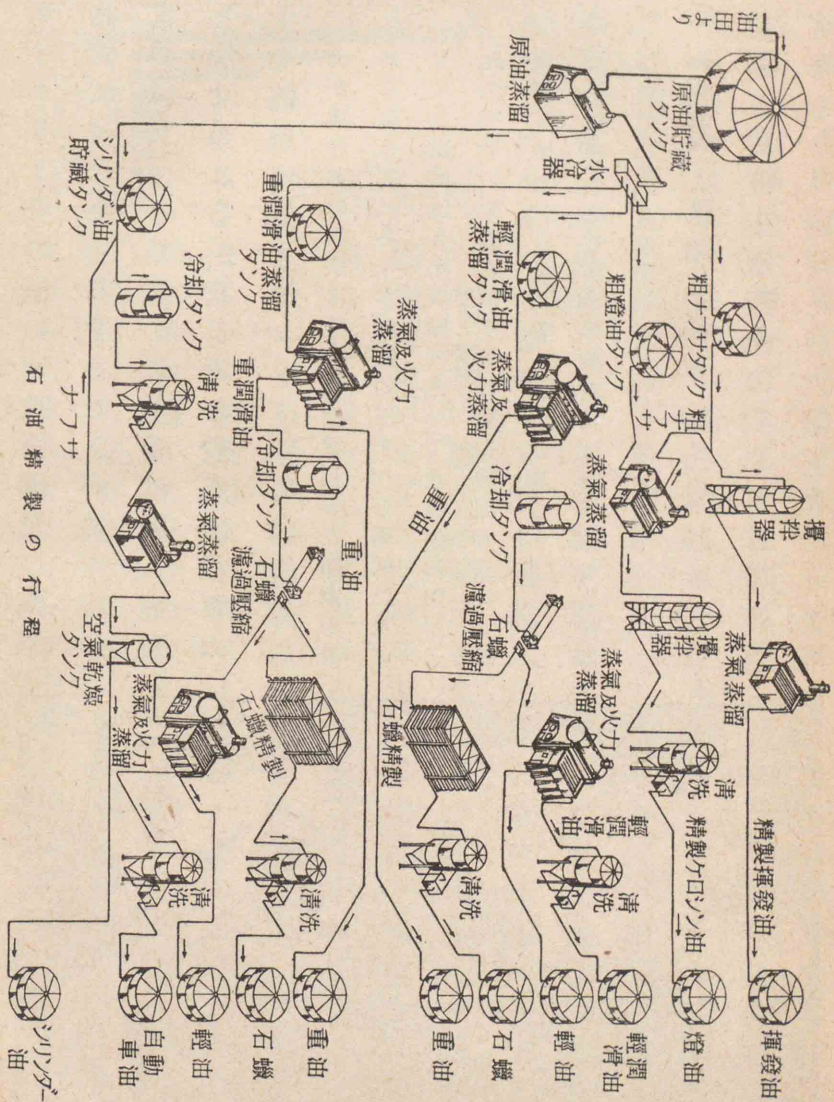 油田より
原油貯藏
タンク
原油蒸溜
水冷器
粗ナフサタンク
粗ナフサ
攪拌器
蒸氣蒸溜
精製揮發油
揮發油
粗燈油タンク
蒸氣蒸溜
攪拌器
清洗
精製ケロシン油
燈油
輕潤滑油
蒸溜タンク
蒸氣及
火力蒸溜
冷却タンク
石蠟
濾過壓縮
蒸氣及火力
蒸溜
輕潤滑油
清洗
輕潤滑油
輕油
石蠟精製
清洗
石蠟
重油
重油
重潤滑油蒸溜
タンク
蒸氣及火力
蒸溜
重潤滑油
冷却タンク
石蠟
濾過壓縮
重油
重油
石蠟精製
清洗
石蠟
蒸氣及火力
蒸溜
輕油
清洗
自動車油
シリンダー油
貯藏タンク
冷却タンク
清洗
蒸氣蒸溜
ナフサ
空氣乾燥
タンク
シリンダー油
石油精製の行程